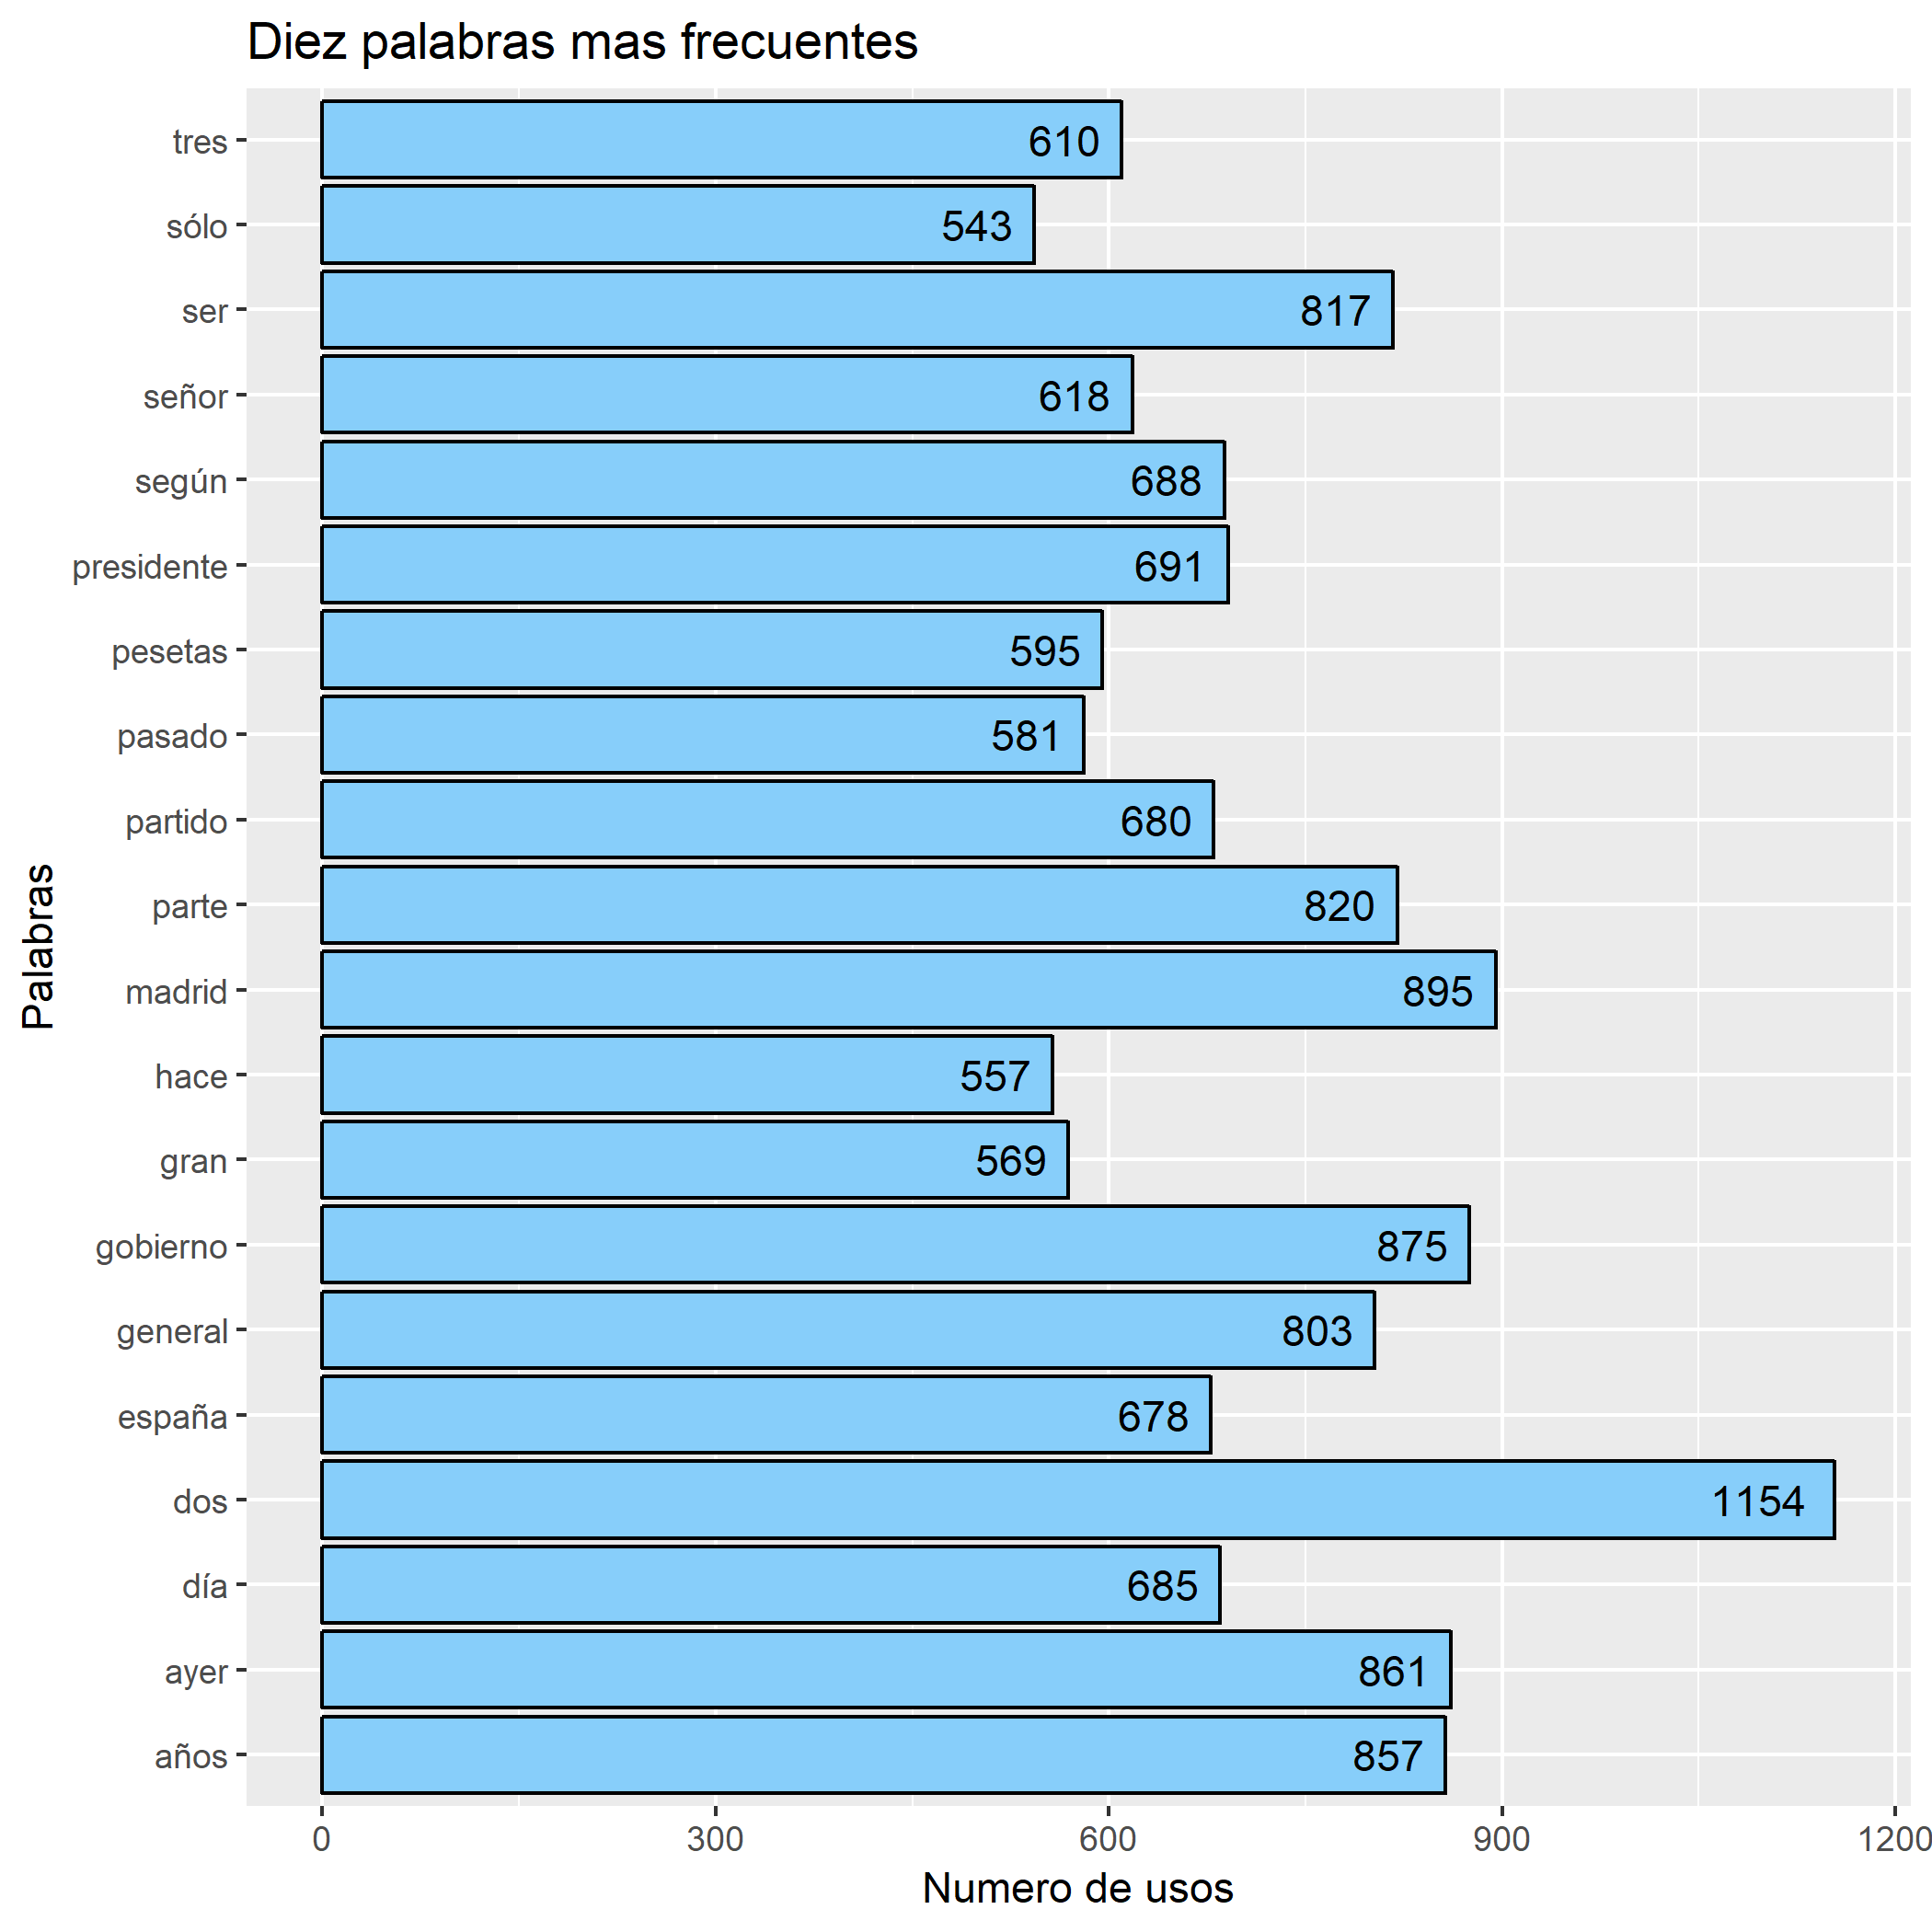 Diez palabras mas frecuentes
tres 610
sólo 543
ser 817
señor 618
según 688
presidente 691
pesetas 595
pasado 581
partido 680
parte 820
madrid 895
hace 557
gran 569
gobierno 875
general 803
españa 678
dos 1154
día 685
ayer 861
años 857
Palabras
0 300 600 900 1200
Numero de usos